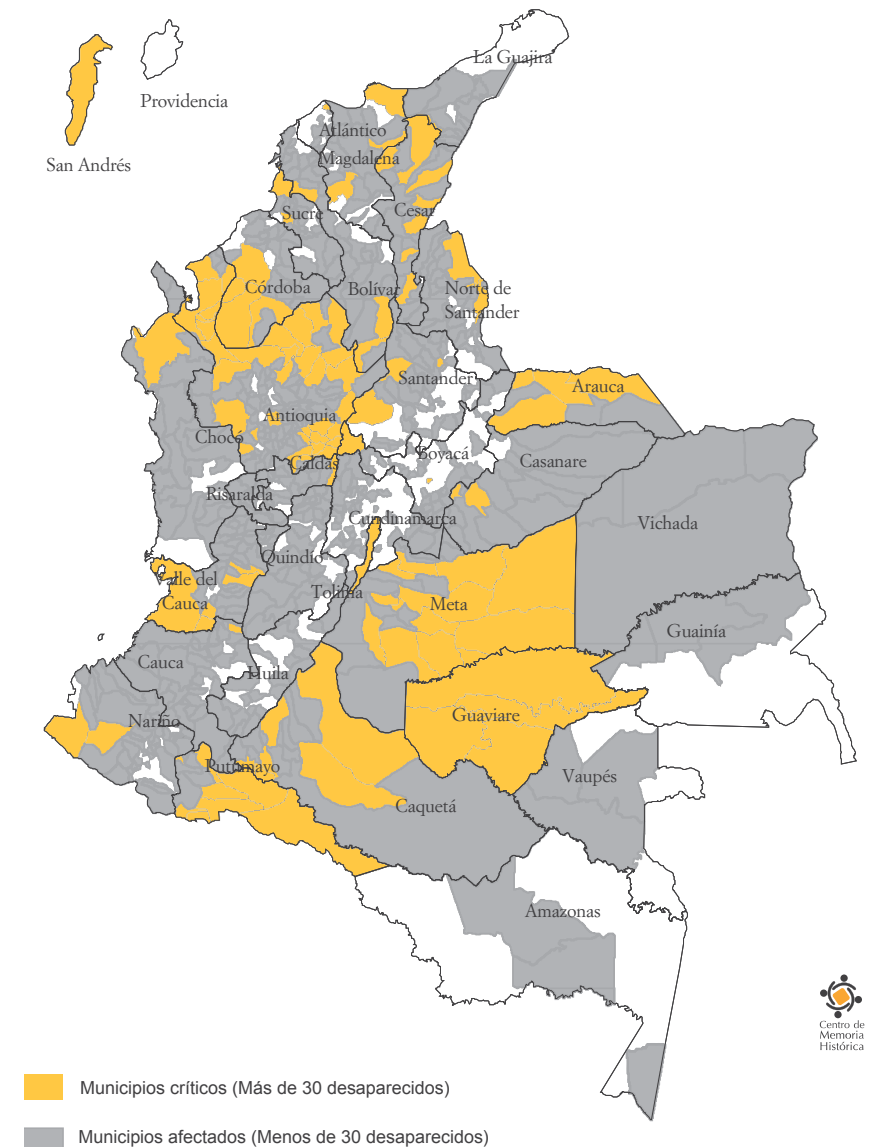 La Guajira
Providencia
Atlántico
San Andrés
Magdalena
Cesar
Sucre
Córdoba
Bolívar
Norte de
Santander
Santander
Arauca
Antioquia
Chocó
Boyacá
Caldas
Casanare
Risaralda
Cundinamarca
Vichada
Quindío
Valle del
Cauca
Tolima
Meta
Guainía
Cauca
Huila
Guaviare
Nariño
Putumayo
Vaupés
Caquetá
Amazonas
Centro de
Memoria
Histórica
Municipios críticos (Más de 30 desaparecidos)
Municipios afectados (Menos de 30 desaparecidos)